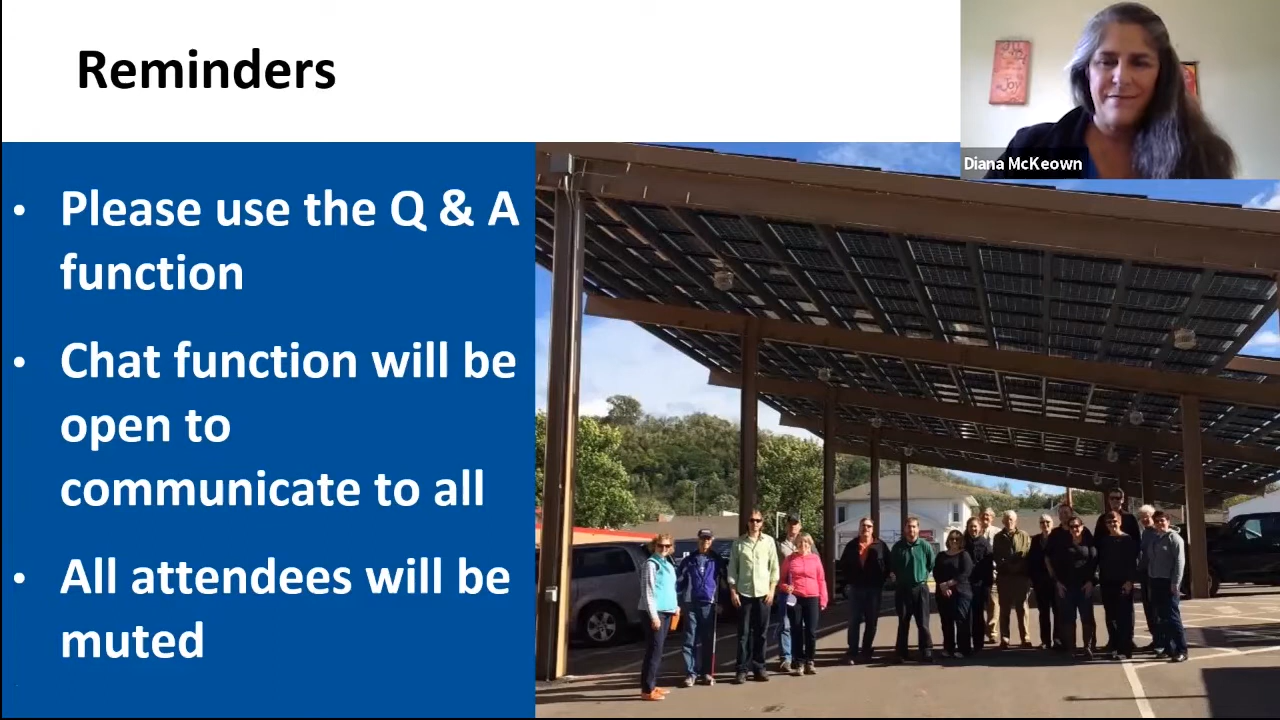 Reminders
Diana McKeown
• Please use the Q & A
function
• Chat function will be
open to
communicate to all
• All attendees will be
muted